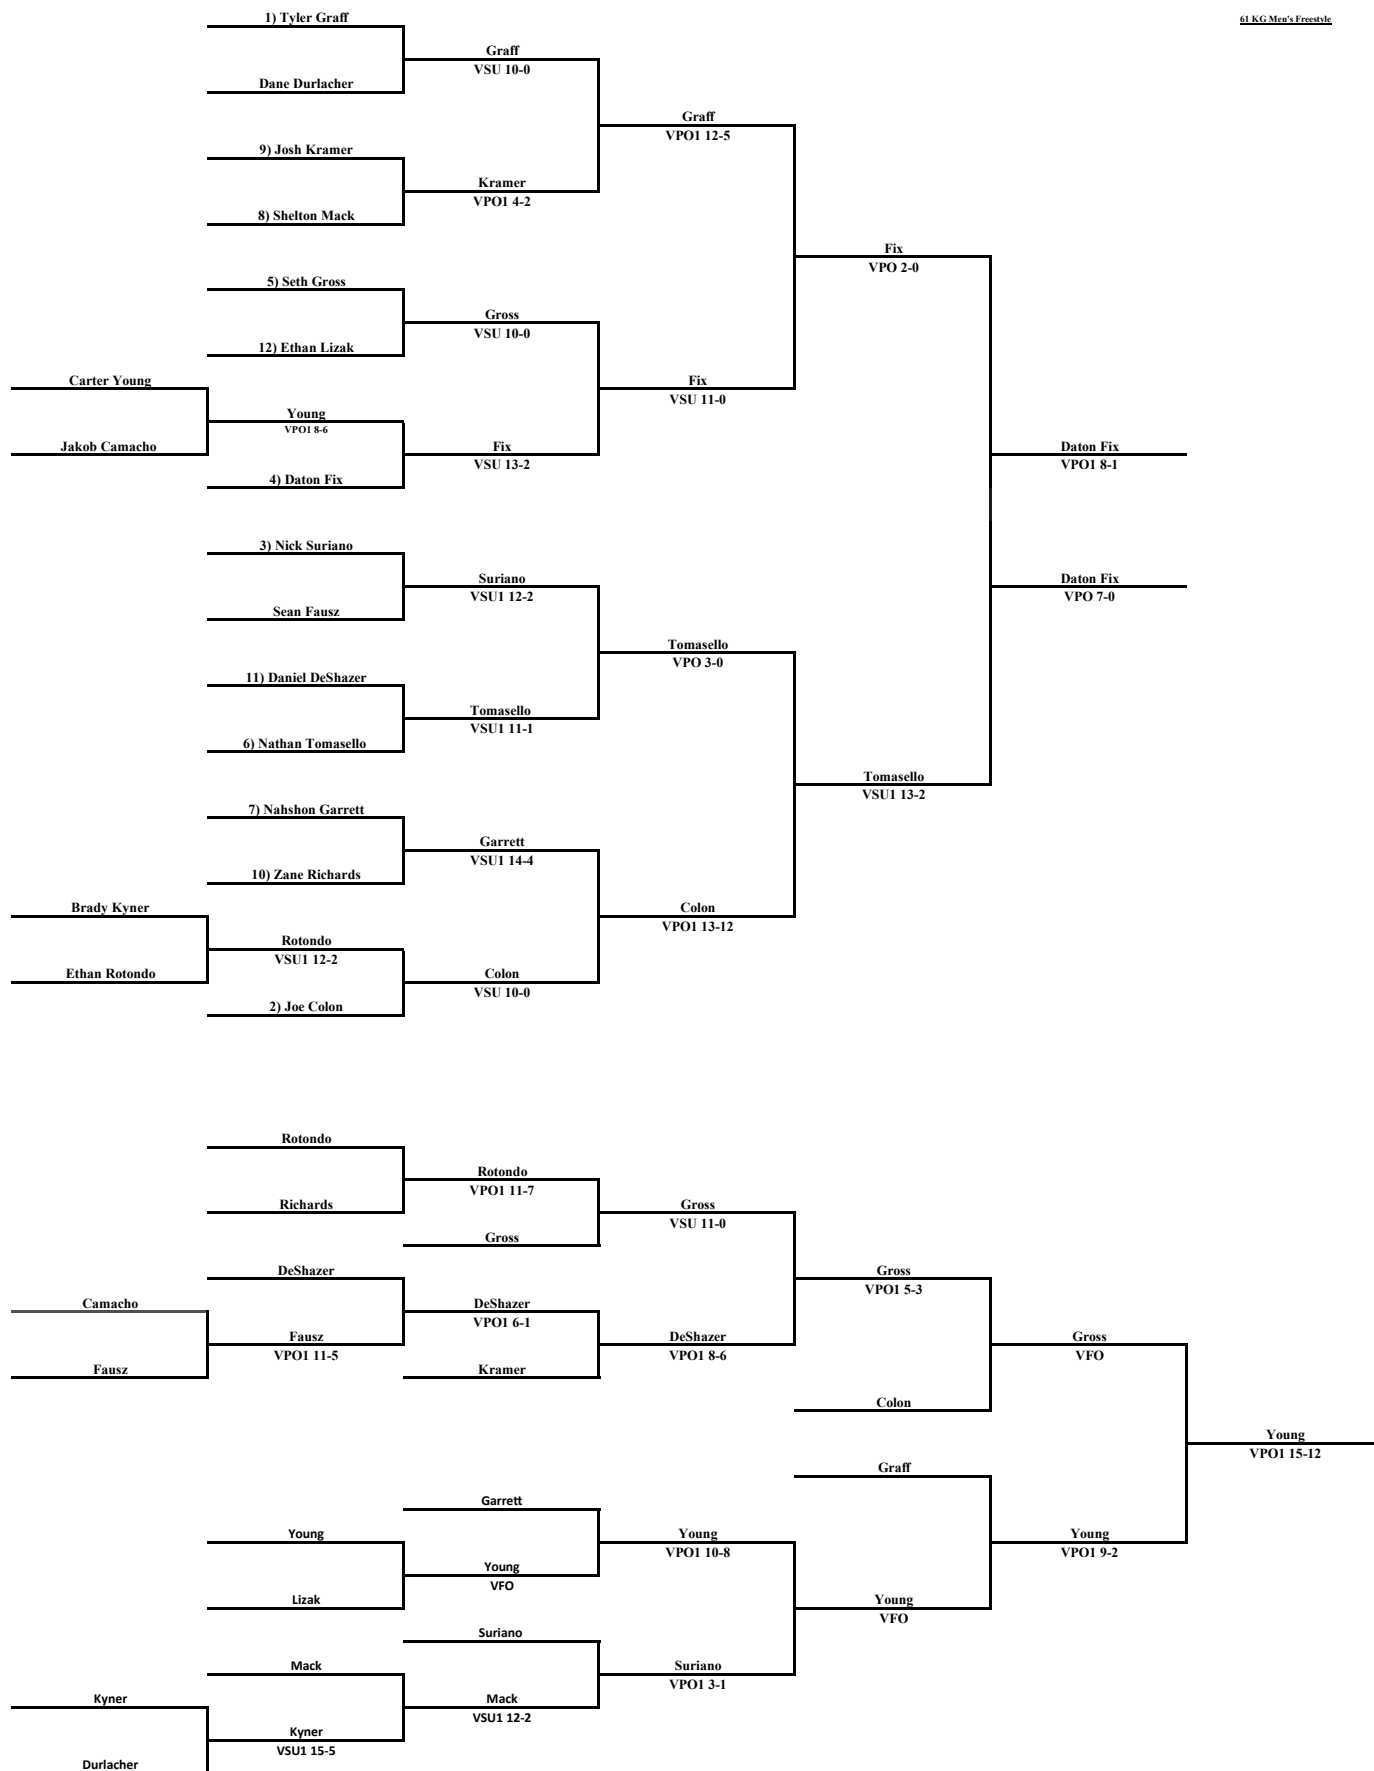 1) Tyler Graff
61 KG Men's Freestyle
Graff
VSU 10-0
Dane Durlacher
Graff
VPO1 12-5
9) Josh Kramer
Kramer
VPO1 4-2
8) Shelton Mack
Fix
VPO 2-0
5) Seth Gross
Gross
VSU 10-0
12) Ethan Lizak
Carter Young
Fix
VSU 11-0
Young
VPO1 8-6
Jakob Camacho
Fix
VSU 13-2
Daton Fix
VPO1 8-1
4) Daton Fix
3) Nick Suriano
Suriano
VSU1 12-2
Daton Fix
VPO 7-0
Sean Fausz
Tomasello
VPO 3-0
11) Daniel DeShazer
Tomasello
VSU1 11-1
6) Nathan Tomasello
Tomasello
VSU1 13-2
7) Nahshon Garrett
Garrett
VSU1 14-4
10) Zane Richards
Brady Kyner
Colon
VPO1 13-12
Rotondo
VSU1 12-2
Ethan Rotondo
Colon
VSU 10-0
2) Joe Colon
Rotondo
Rotondo
VPO1 11-7
Richards
Gross
VSU 11-0
Gross
DeShazer
Gross
VPO1 5-3
Camacho
DeShazer
VPO1 6-1
Fausz
VPO1 11-5
DeShazer
VPO1 8-6
Gross
VFO
Fausz
Kramer
Colon
Young
VPO1 15-12
Graff
Garrett
Young
Young
VPO1 10-8
Young
VPO1 9-2
Young
VFO
Lizak
Young
VFO
Suriano
Mack
Suriano
VPO1 3-1
Kyner
Mack
VSU1 12-2
Kyner
VSU1 15-5
Durlacher